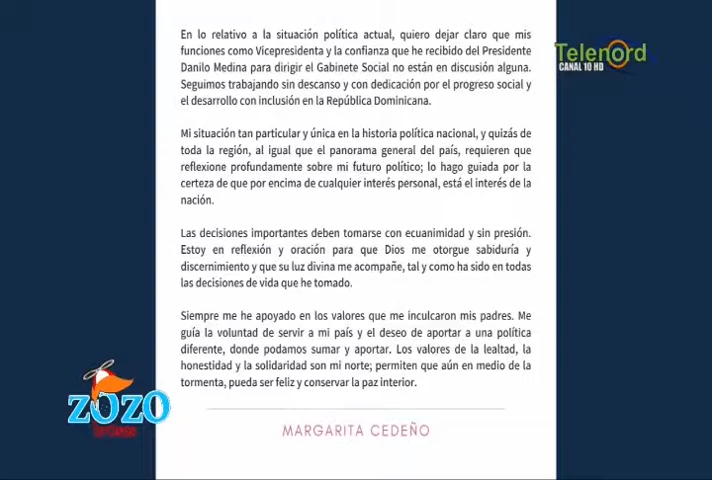 En lo relativo a la situación política actual, quiero dejar claro que mis
funciones como Vicepresidenta y la confianza que he recibido del Presidente
Danilo Medina para dirigir el Gabinete Social no están en discusión alguna.
Seguimos trabajando sin descanso y con dedicación por el progreso social y
el desarrollo con inclusión en la República Dominicana.
Mi situación tan particular y única en la historia política nacional, y quizás de
toda la región, al igual que el panorama general del país, requieren que
reflexione profundamente sobre mi futuro político; lo hago guiada por la
certeza de que por encima de cualquier interés personal, está el interés de la
nación.
Las decisiones importantes deben tomarse con ecuanimidad y sin presión.
Estoy en reflexión y oración para que Dios me otorgue sabiduría y
discernimiento y que su luz divina me acompañe, tal y como ha sido en todas
las decisiones de vida que he tomado.
Siempre me he apoyado en los valores que me inculcaron mis padres. Me
guía la voluntad de servir a mi país y el deseo de aportar a una política
diferente, donde podamos sumar y aportar. Los valores de la lealtad, la
honestidad y la solidaridad son mi norte; permiten que aún en medio de la
tormenta, pueda ser feliz y conservar la paz interior.
MARGARITA CEDEÑO
Telenord
CANAL 10 HD
ZOZO